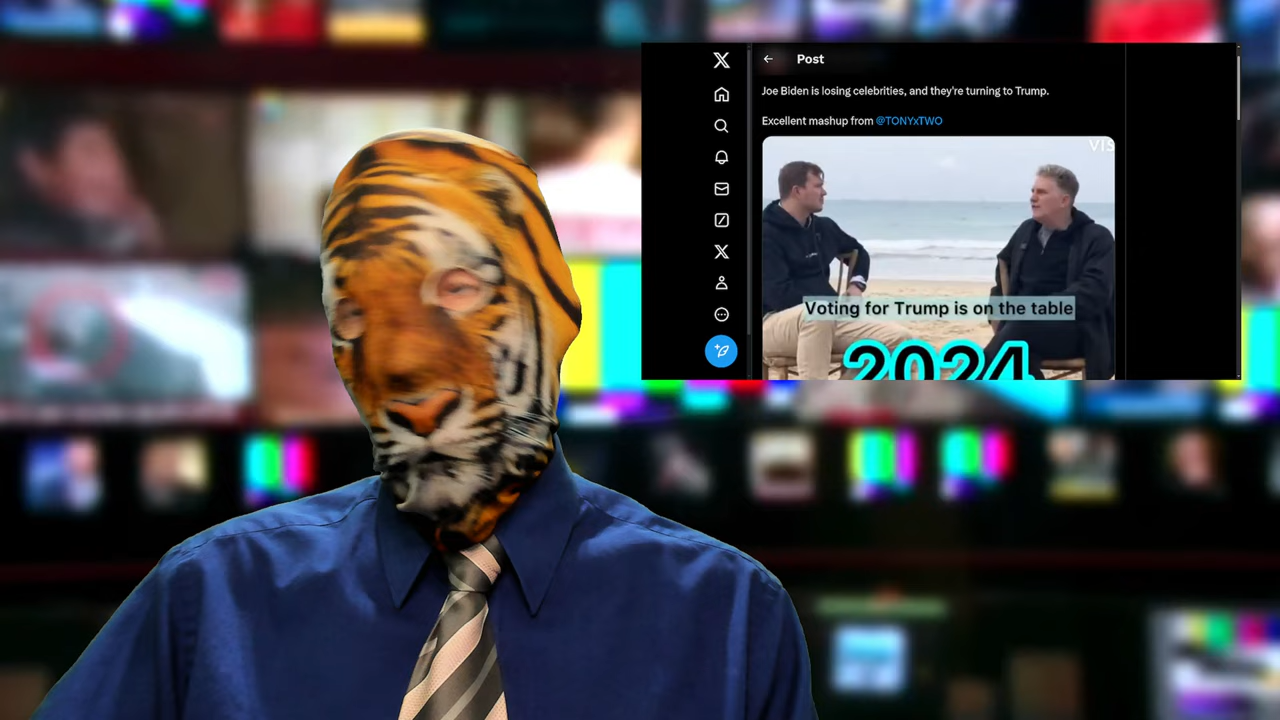 Post
Joe Biden is losing celebrities, and they're turning to Trump.
Excellent mashup from @TONYxTWO
VIS
Voting for Trump is on the table
2024